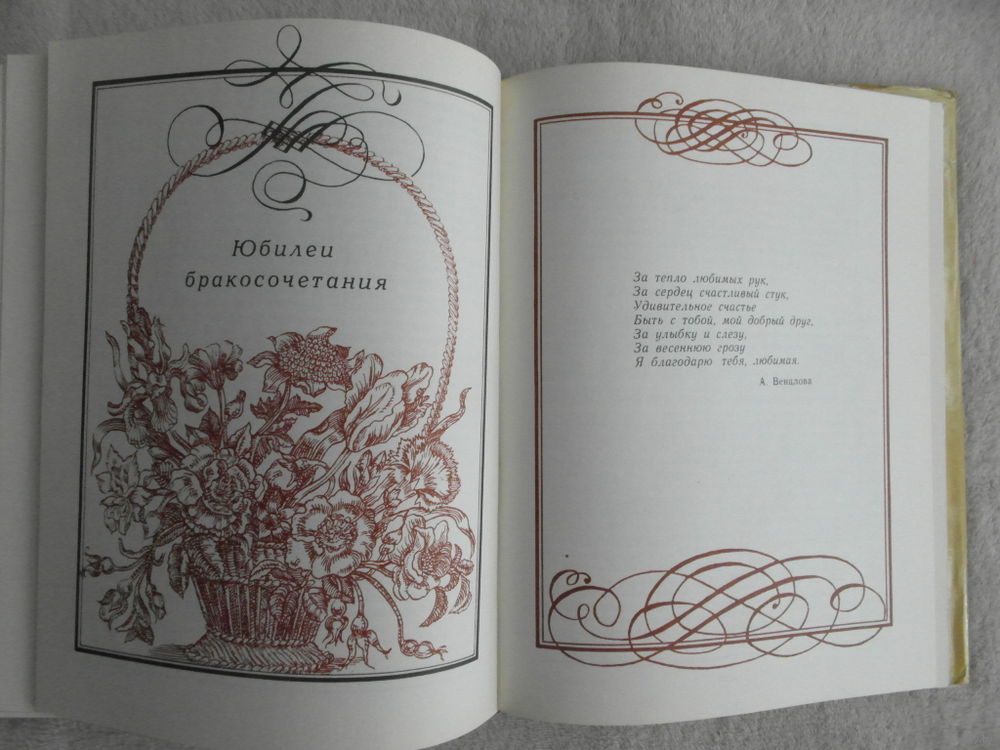 Юбилеи
бракосочетания
За тепло любимых рук,
За сердец счастливый стук,
Удивительное счастье
Быть с тобой, мой добрый друг,
За улыбку и слезу,
За весеннюю грозу
Я благодарю тебя, любимая.
А. Венцлова